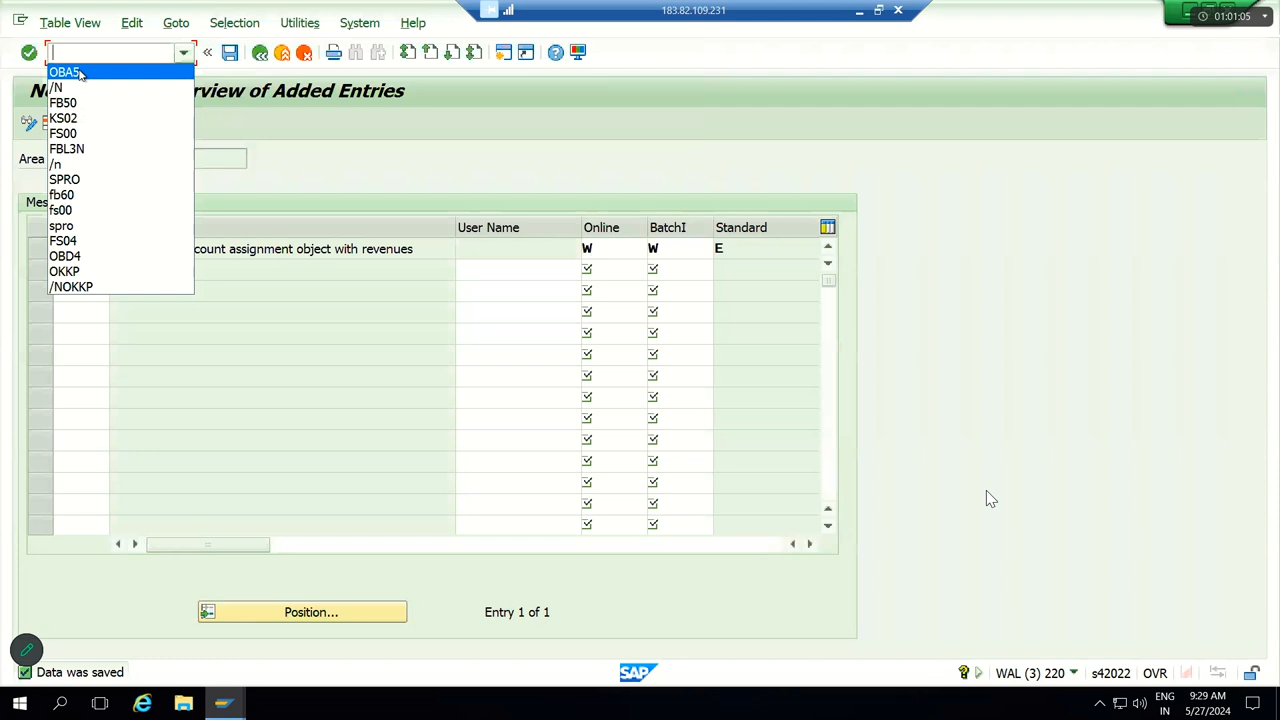 183.82.109.231
01:01:05
Table View Edit Goto Selection Utilities System Help
OBA5
/N
FB50
KS02
FS00
FBL3N
/n
SPRO
fb60
fs00
spro
FS04
OBD4
OKKP
/NOKKP
Ne rview of Added Entries
Area
Mes
User Name Online BatchI Standard
count assignment object with revenues W W E
Position... Entry 1 of 1
Data was saved
SAP
WAL (3) 220 s42022 OVR
ENG
IN
9:29 AM
5/27/2024